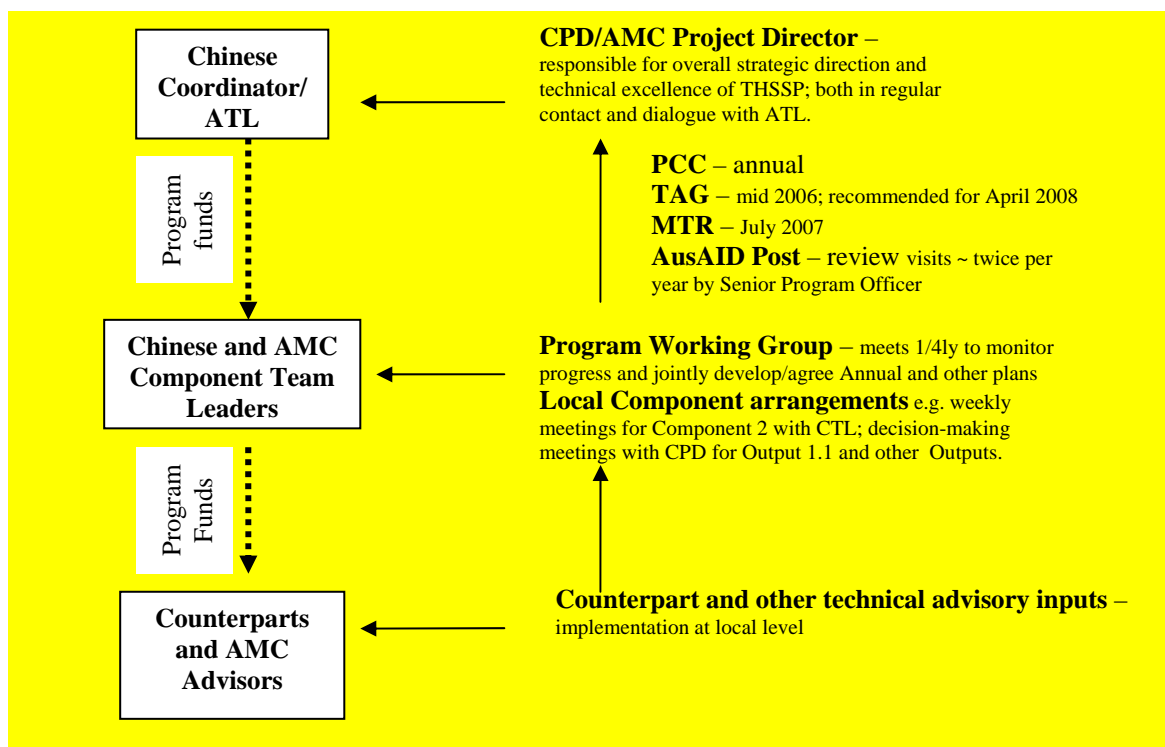 Chinese
Coordinator/
ATL
CPD/AMC Project Director –
responsible for overall strategic direction and
technical excellence of THSSP; both in regular
contact and dialogue with ATL.
Program
funds
PCC – annual
TAG – mid 2006; recommended for April 2008
MTR – July 2007
AusAID Post – review visits ~ twice per
year by Senior Program Officer
Chinese and AMC
Component Team
Leaders
Program Working Group – meets 1/4ly to monitor
progress and jointly develop/agree Annual and other plans
Local Component arrangements e.g. weekly
meetings for Component 2 with CTL; decision-making
meetings with CPD for Output 1.1 and other Outputs.
Program
Funds
Counterparts
and AMC
Advisors
Counterpart and other technical advisory inputs –
implementation at local level